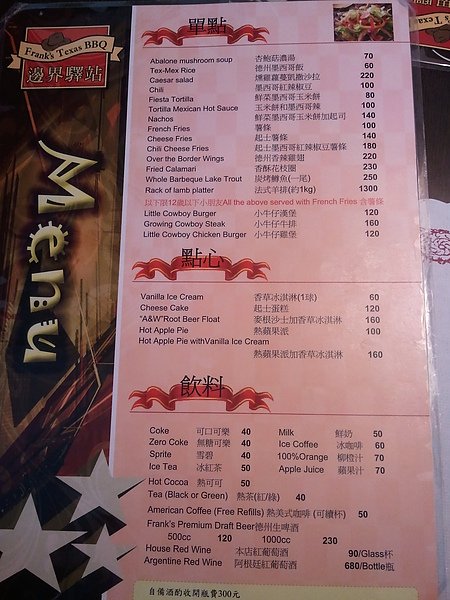 Frank's Texas BBQ
邊界驛站
Menu
單點
Abalone mushroom soup 杏鮑菇濃湯 70
Tex-Mex Rice 德州墨西哥飯 60
Caesar salad 燻雞蘿蔓凱撒沙拉 220
Chili 墨西哥紅辣椒豆 100
Fiesta Tortilla 鮮菜墨西哥玉米餅 80
Tortilla Mexican Hot Sauce 玉米餅和墨西哥辣 100
Nachos 鮮菜墨西哥玉米餅加起司 140
French Fries 薯條 100
Cheese Fries 起士薯條 140
Chili Cheese Fries 起士墨西哥紅辣椒豆薯條 180
Over the Border Wings 德州香辣雞翅 220
Fried Calamari 香酥花枝圈 230
Whole Barbeque Lake Trout 炭烤鱒魚(一尾) 250
Rack of lamb platter 法式羊排(約1kg) 1300
以下限12歲以下小朋友All the above served with French Fries 含薯條
Little Cowboy Burger 小牛仔漢堡 120
Growing Cowboy Steak 小牛仔牛排 160
Little Cowboy Chicken Burger 小牛仔雞堡 120
點心
Vanilla Ice Cream 香草冰淇淋(1球) 60
Cheese Cake 起士蛋糕 120
"A&W"Root Beer Float 麥根沙士加香草冰淇淋 160
Hot Apple Pie 熱蘋果派 100
Hot Apple Pie withVanilla Ice Cream
熱蘋果派加香草冰淇淋 160
飲料
Coke 可口可樂 40 Milk 鮮奶 50
Zero Coke 無糖可樂 40 Ice Coffee 冰咖啡 60
Sprite 雪碧 40 100%Orange 柳橙汁 70
Ice Tea 冰紅茶 50 Apple Juice 蘋果汁 70
Hot Cocoa 熱可可 50
Tea (Black or Green) 熱茶(紅/綠) 40
American Coffee (Free Refills) 熱美式咖啡 (可續杯) 50
Frank's Premium Draft Beer德州生啤酒
500cc 120 1000cc 230
House Red Wine 本店紅葡萄酒 90/Glass杯
Argentine Red Wine 阿根廷紅葡萄酒 680/Bottle瓶
自備酒酌收開瓶費300元